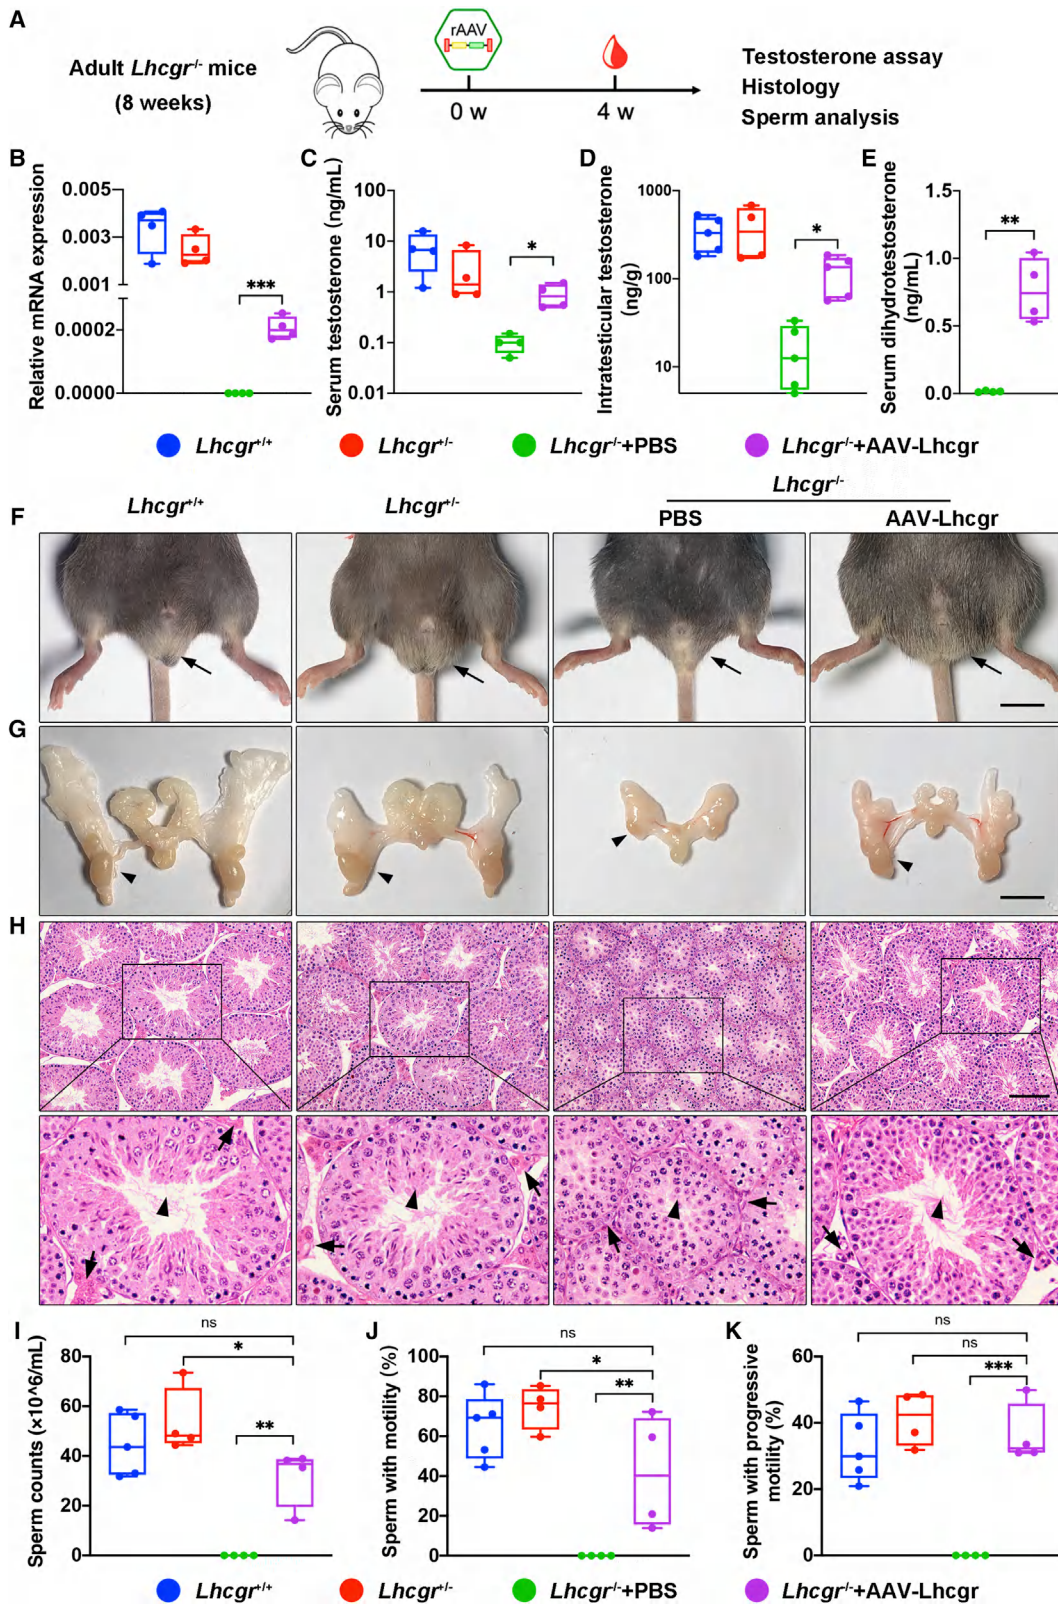 A
Adult Lhcgr-/- mice
(8 weeks)
rAAV
0 w
4 w
Testosterone assay
Histology
Sperm analysis
B
Relative mRNA expression
0.005
0.003
0.001
0.0002
0.0000
***
C
Serum testosterone (ng/mL)
100
10
1
0.1
0.01
*
D
Intratesticular testosterone
(ng/g)
1000
100
10
*
E
Serum dihydrotestosterone
(ng/mL)
1.5
1.0
0.5
0.0
**
Lhcgr+/+
Lhcgr+/-
Lhcgr-/-+PBS
Lhcgr-/-+AAV-Lhcgr
Lhcgr+/+
Lhcgr+/-
Lhcgr-/-
PBS
AAV-Lhcgr
F
G
H
I
Sperm counts (×10^6/mL)
80
60
40
20
0
ns
*
**
J
Sperm with motility (%)
100
80
60
40
20
0
ns
*
**
K
Sperm with progressive
motility (%)
60
40
20
0
ns
ns
***
Lhcgr+/+
Lhcgr+/-
Lhcgr-/-+PBS
Lhcgr-/-+AAV-Lhcgr